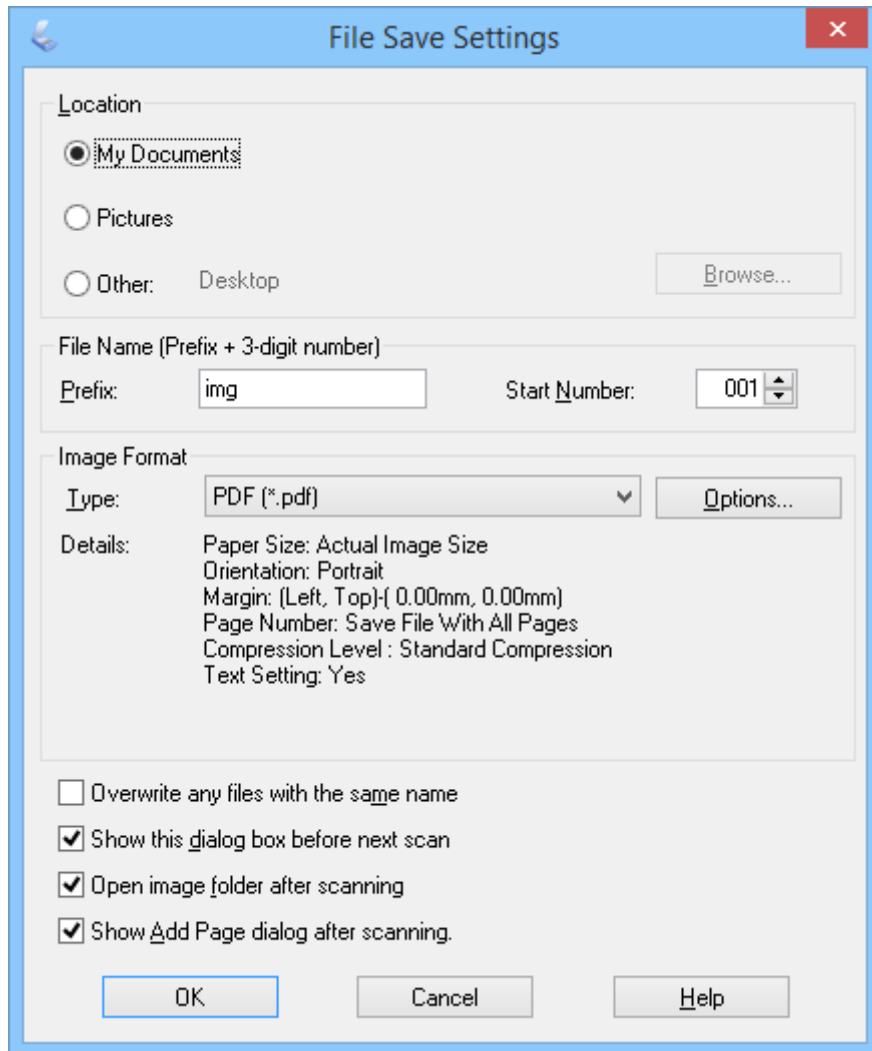 File Save Settings
Location
My Documents
Pictures
Other: Desktop Browse...
File Name (Prefix + 3-digit number)
Prefix: img Start Number: 001
Image Format
Type: PDF (*.pdf) Options...
Details: Paper Size: Actual Image Size
Orientation: Portrait
Margin: (Left, Top)-( 0.00mm, 0.00mm)
Page Number: Save File With All Pages
Compression Level : Standard Compression
Text Setting: Yes
Overwrite any files with the same name
Show this dialog box before next scan
Open image folder after scanning
Show Add Page dialog after scanning.
OK Cancel Help